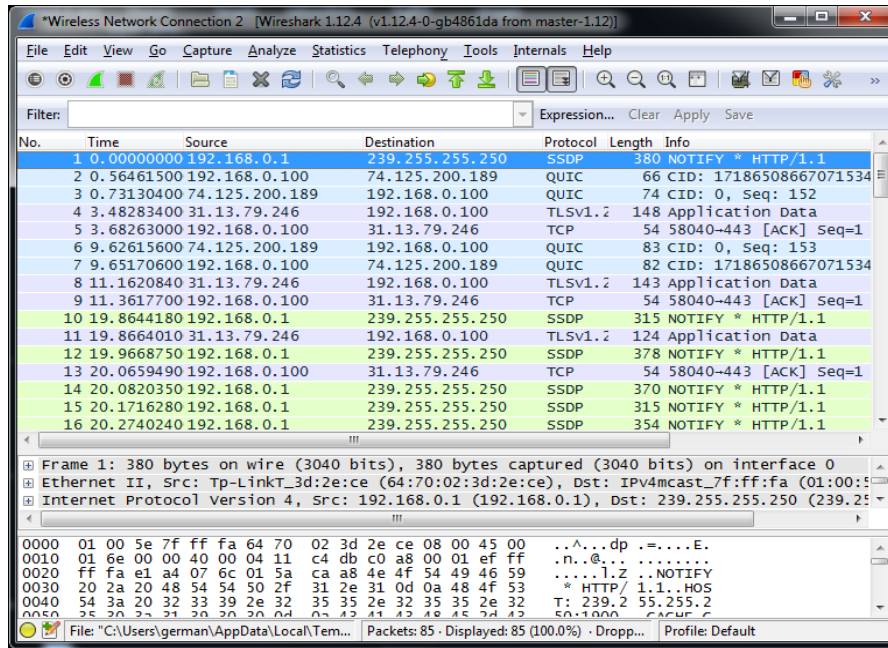 *Wireless Network Connection 2 [Wireshark 1.12.4 (v1.12.4-0-gb4861da from master-1.12)]
File Edit View Go Capture Analyze Statistics Telephony Tools Internals Help
Filter: Expression... Clear Apply Save
No. Time Source Destination Protocol Length Info
1 0.00000000 192.168.0.1 239.255.255.250 SSDP 380 NOTIFY * HTTP/1.1
2 0.56461500 192.168.0.100 74.125.200.189 QUIC 66 CID: 17186508667071534
3 0.73130400 74.125.200.189 192.168.0.100 QUIC 74 CID: 0, Seq: 152
4 3.48283400 31.13.79.246 192.168.0.100 TLSv1.2 148 Application Data
5 3.68263000 192.168.0.100 31.13.79.246 TCP 54 58040→443 [ACK] Seq=1
6 9.62615600 74.125.200.189 192.168.0.100 QUIC 83 CID: 0, Seq: 153
7 9.65170600 192.168.0.100 74.125.200.189 QUIC 82 CID: 17186508667071534
8 11.1162080 31.13.79.246 192.168.0.100 TLSv1.2 143 Application Data
9 11.3617700 192.168.0.100 31.13.79.246 TCP 54 58040→443 [ACK] Seq=1
10 19.8644180 192.168.0.1 239.255.255.250 SSDP 315 NOTIFY * HTTP/1.1
11 19.8664010 31.13.79.246 192.168.0.100 TLSv1.2 124 Application Data
12 19.9668750 192.168.0.1 239.255.255.250 SSDP 378 NOTIFY * HTTP/1.1
13 20.0659490 192.168.0.100 31.13.79.246 TCP 54 58040→443 [ACK] Seq=1
14 20.0820350 192.168.0.1 239.255.255.250 SSDP 370 NOTIFY * HTTP/1.1
15 20.1716280 192.168.0.1 239.255.255.250 SSDP 315 NOTIFY * HTTP/1.1
16 20.2740240 192.168.0.1 239.255.255.250 SSDP 354 NOTIFY * HTTP/1.1
Frame 1: 380 bytes on wire (3040 bits), 380 bytes captured (3040 bits) on interface 0
Ethernet II, Src: Tp-LinkT_3d:2e:ce (64:70:02:3d:2e:ce), Dst: IPv4mcast_7f:ff:fa (01:00:5
Internet Protocol Version 4, Src: 192.168.0.1 (192.168.0.1), Dst: 239.255.255.250 (239.25
0000 01 00 5e 7f ff fa 64 70 02 3d 2e ce 08 00 45 00 ..^...dp .=....E.
0010 01 6e 00 00 40 00 04 11 c4 db c0 a8 00 01 ef ff .n..@... ........
0020 ff fa e1 a4 07 6c 01 5a ca a8 4e 4f 54 49 46 59 .....l.Z ..NOTIFY
0030 20 2a 20 48 54 54 50 2f 31 2e 31 0d 0a 48 4f 53 * HTTP/ 1.1..HOS
0040 54 3a 20 32 33 39 2e 32 35 35 2e 32 35 35 2e 32 T: 239.2 55.255.2
File: "C:\Users\german\AppData\Local\Tem... Packets: 85 · Displayed: 85 (100.0%) · Dropp... Profile: Default